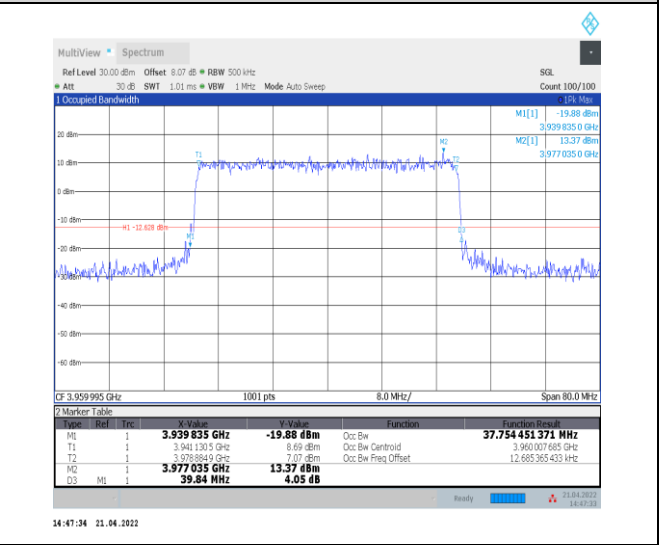 MultiView Spectrum
Ref Level 30.00 dBm Offset 8.07 dB RBW 500 kHz SGL
Att 30 dB SWT 1.01 ms VBW 1 MHz Mode Auto Sweep Count 100/100
1 Occupied Bandwidth 1Pk Max
M1[1] -19.88 dBm
3.939 835 0 GHz
M2[1] 13.37 dBm
3.977 035 0 GHz
20 dBm
M2
T1
T2
10 dBm
0 dBm
-10 dBm
H1 -12.628 dBm
M1
D3
-20 dBm
-30 dBm
-40 dBm
-50 dBm
-60 dBm
CF 3.959 995 GHz 1001 pts 8.0 MHz/ Span 80.0 MHz
2 Marker Table
Type Ref Trc X-Value Y-Value Function Function Result
M1 1 3.939 835 GHz -19.88 dBm Occ Bw 37.754 451 371 MHz
T1 1 3.941 130 5 GHz 8.69 dBm Occ Bw Centroid 3.960 007 685 GHz
T2 1 3.978 884 9 GHz 7.07 dBm Occ Bw Freq Offset 12.685 365 433 kHz
M2 1 3.977 035 GHz 13.37 dBm
D3 M1 1 39.84 MHz 4.05 dB
Ready 21.04.2022
14:47:33
14:47:34 21.04.2022